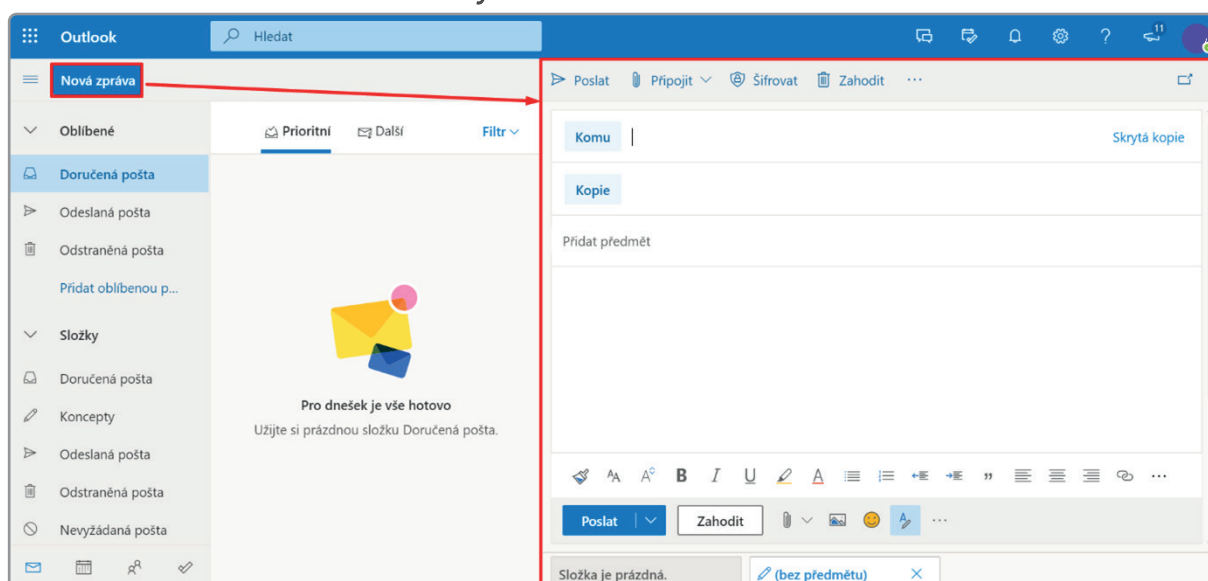 Outlook
Hledat
11
Nová zpráva
Poslat
Připojit
Šifrovat
Zahodit
Oblíbené
Prioritní
Další
Filtr
Komu
Skrytá kopie
Doručená pošta
Kopie
Odeslaná pošta
Odstraněná pošta
Přidat předmět
Přidat oblíbenou p...
Složky
Doručená pošta
Pro dnešek je vše hotovo
Koncepty
Užijte si prázdnou složku Doručená pošta.
Odeslaná pošta
Odstraněná pošta
Nevyžádaná pošta
Poslat
Zahodit
Složka je prázdná.
(bez předmětu)